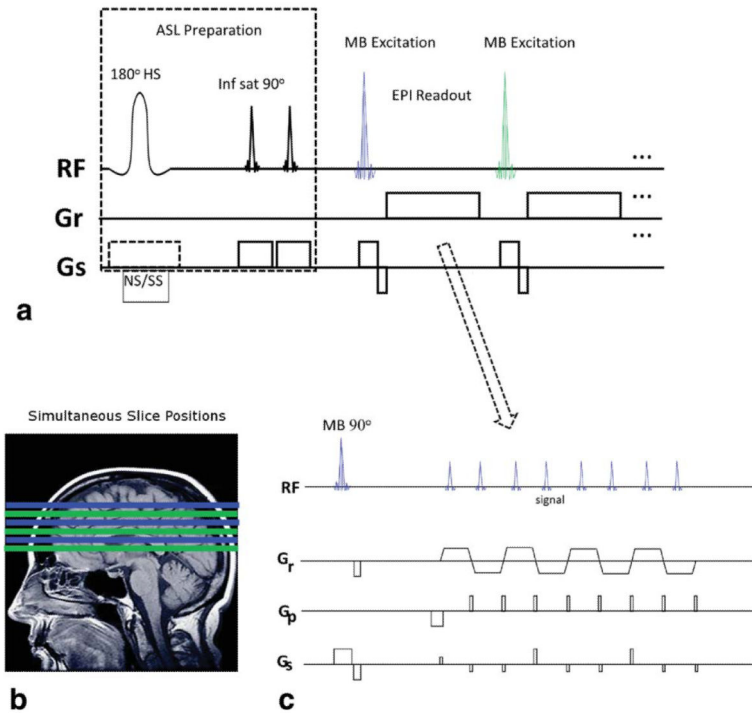 ASL Preparation
180° HS
Inf sat 90°
MB Excitation
EPI Readout
MB Excitation
RF
...
Gr
...
Gs
...
NS/SS
a
Simultaneous Slice Positions
b
MB 90°
RF
signal
Gr
Gp
Gs
c